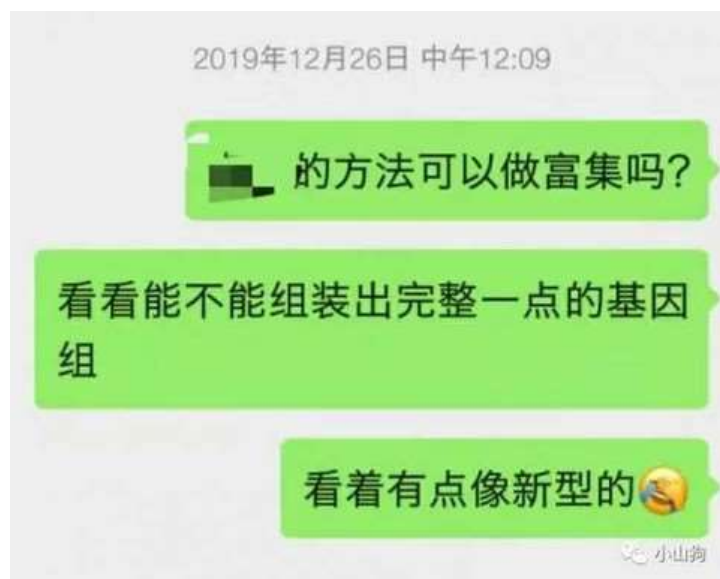 2019年12月26日 中午12:09
的方法可以做富集吗?
看看能不能组装出完整一点的基因
组
看着有点像新型的
小山狗